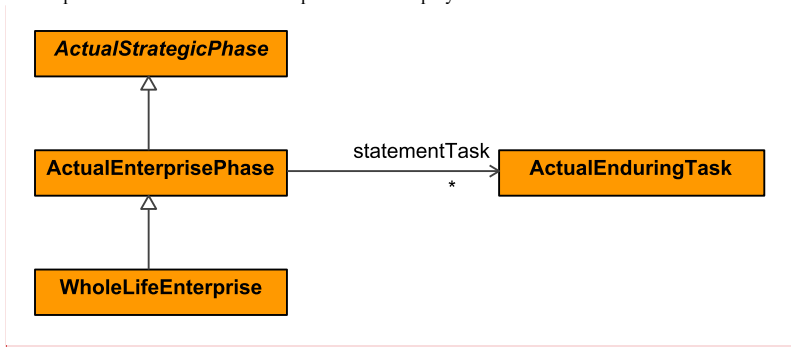 ActualStrategicPhase
ActualEnterprisePhase
statementTask
*
ActualEnduringTask
WholeLifeEnterprise